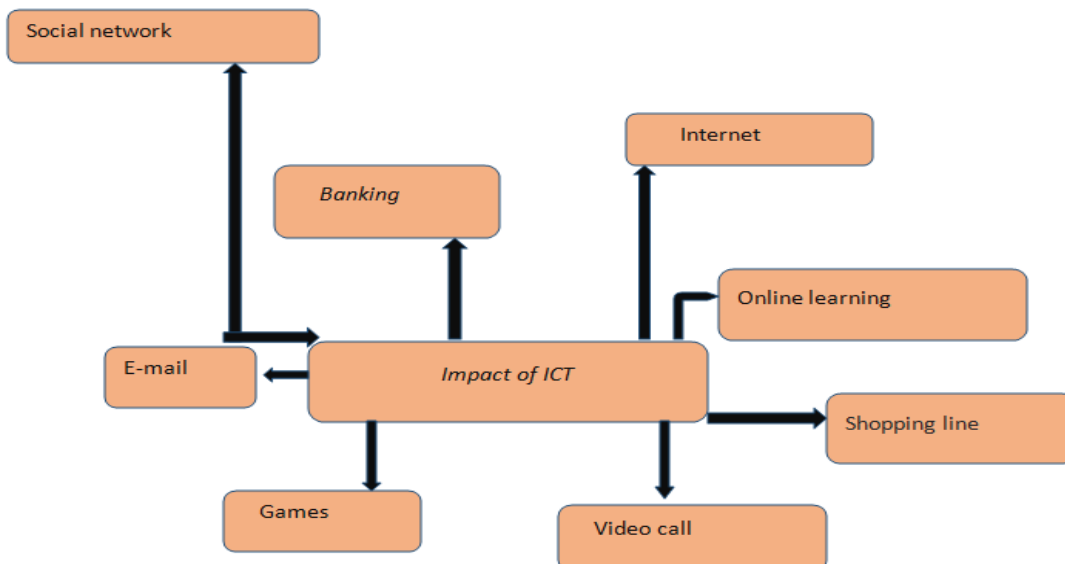 Social network
Internet
Banking
Online learning
E-mail
Impact of ICT
Shopping line
Games
Video call